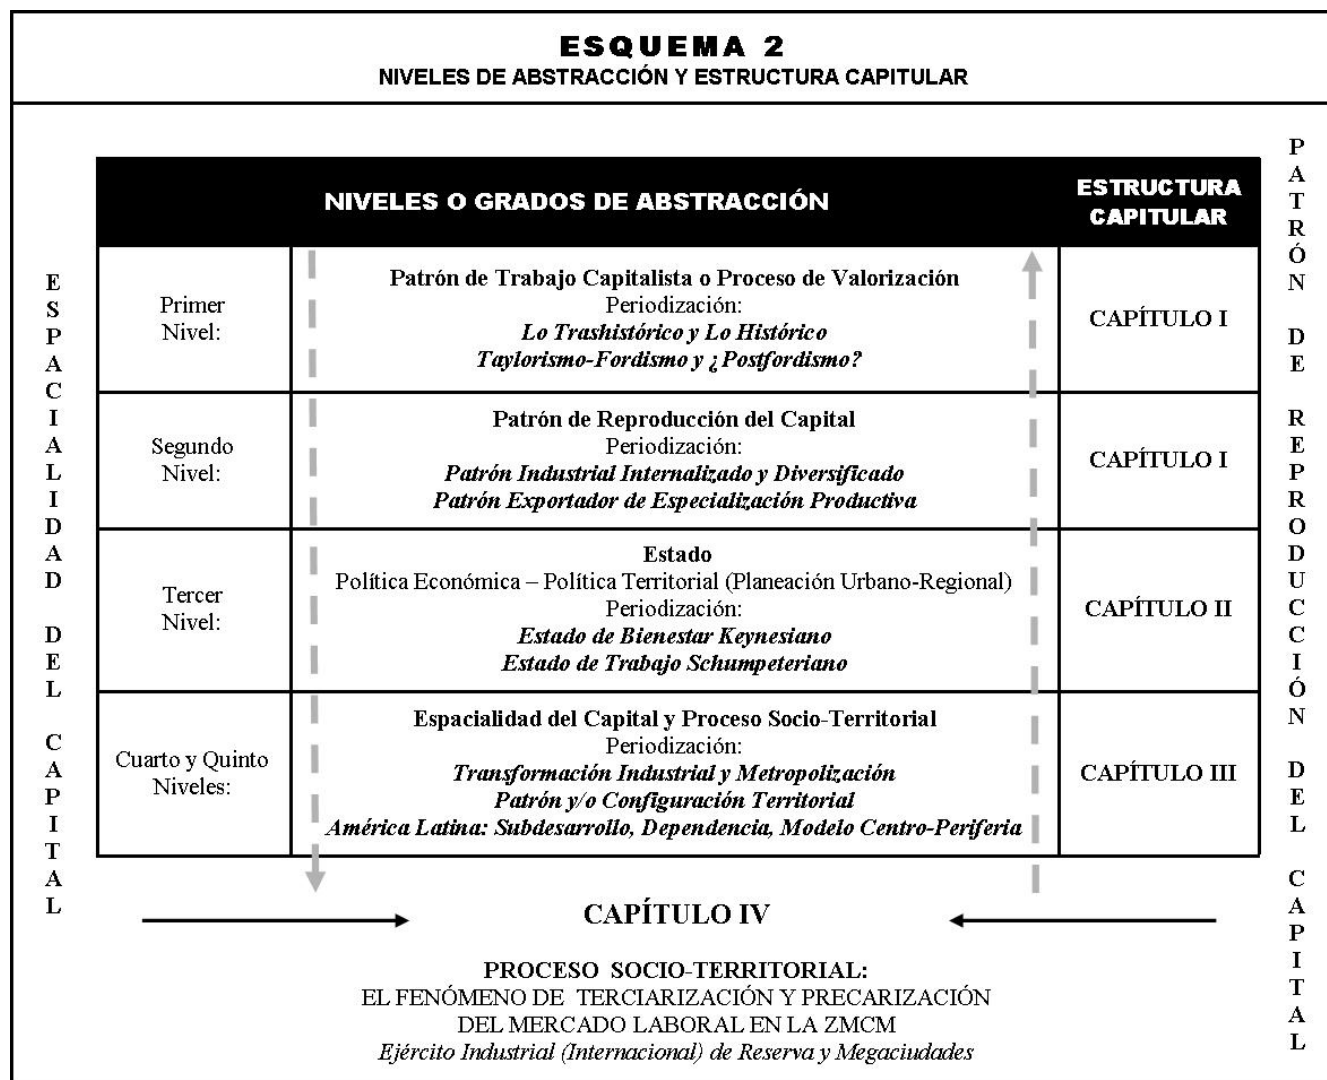 ESQUEMA 2
NIVELES DE ABSTRACCIÓN Y ESTRUCTURA CAPITULAR
ESPACIALIDAD DEL CAPITAL
NIVELES O GRADOS DE ABSTRACCIÓN
ESTRUCTURA
CAPITULAR
Primer
Nivel:
Patrón de Trabajo Capitalista o Proceso de Valorización
Periodización:
Lo Trashistórico y Lo Histórico
Taylorismo-Fordismo y ¿Postfordismo?
CAPÍTULO I
Segundo
Nivel:
Patrón de Reproducción del Capital
Periodización:
Patrón Industrial Internalizado y Diversificado
Patrón Exportador de Especialización Productiva
CAPÍTULO I
Tercer
Nivel:
Estado
Política Económica – Política Territorial (Planeación Urbano-Regional)
Periodización:
Estado de Bienestar Keynesiano
Estado de Trabajo Schumpeteriano
CAPÍTULO II
Cuarto y Quinto
Niveles:
Espacialidad del Capital y Proceso Socio-Territorial
Periodización:
Transformación Industrial y Metropolización
Patrón y/o Configuración Territorial
América Latina: Subdesarrollo, Dependencia, Modelo Centro-Periferia
CAPÍTULO III
PATRÓN DE REPRODUCCIÓN DEL CAPITAL
CAPÍTULO IV
PROCESO SOCIO-TERRITORIAL:
EL FENÓMENO DE TERCIARIZACIÓN Y PRECARIZACIÓN
DEL MERCADO LABORAL EN LA ZMCM
Ejército Industrial (Internacional) de Reserva y Megaciudades